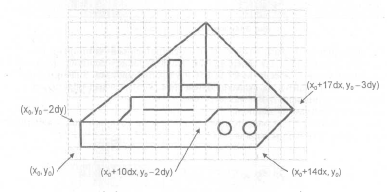 (x₀+17dx, y₀−3dy)
(x₀, y₀−2dy)
(x₀, y₀)
(x₀+10dx, y₀−2dy)
(x₀+14dx, y₀)